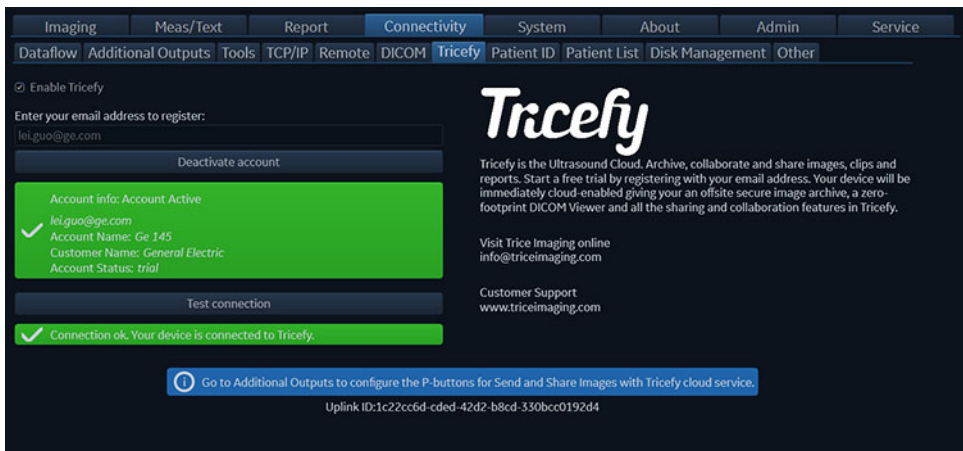 Imaging Meas/Text Report Connectivity System About Admin Service
Dataflow Additional Outputs Tools TCP/IP Remote DICOM Tricefy Patient ID Patient List Disk Management Other
Enable Tricefy
Enter your email address to register:
lei.guo@ge.com
Deactivate account
Account info: Account Active
lei.guo@ge.com
Account Name: Ge 145
Customer Name: General Electric
Account Status: trial
Test connection
Connection ok. Your device is connected to Tricefy.
Tricefy
Tricefy is the Ultrasound Cloud. Archive, collaborate and share images, clips and
reports. Start a free trial by registering with your email address. Your device will be
immediately cloud-enabled giving your an offsite secure image archive, a zero-
footprint DICOM Viewer and all the sharing and collaboration features in Tricefy.
Visit Trice Imaging online
info@triceimaging.com
Customer Support
www.triceimaging.com
Go to Additional Outputs to configure the P-buttons for Send and Share Images with Tricefy cloud service.
Uplink ID:1c22cc6d-cded-42d2-b8cd-330bcc0192d4